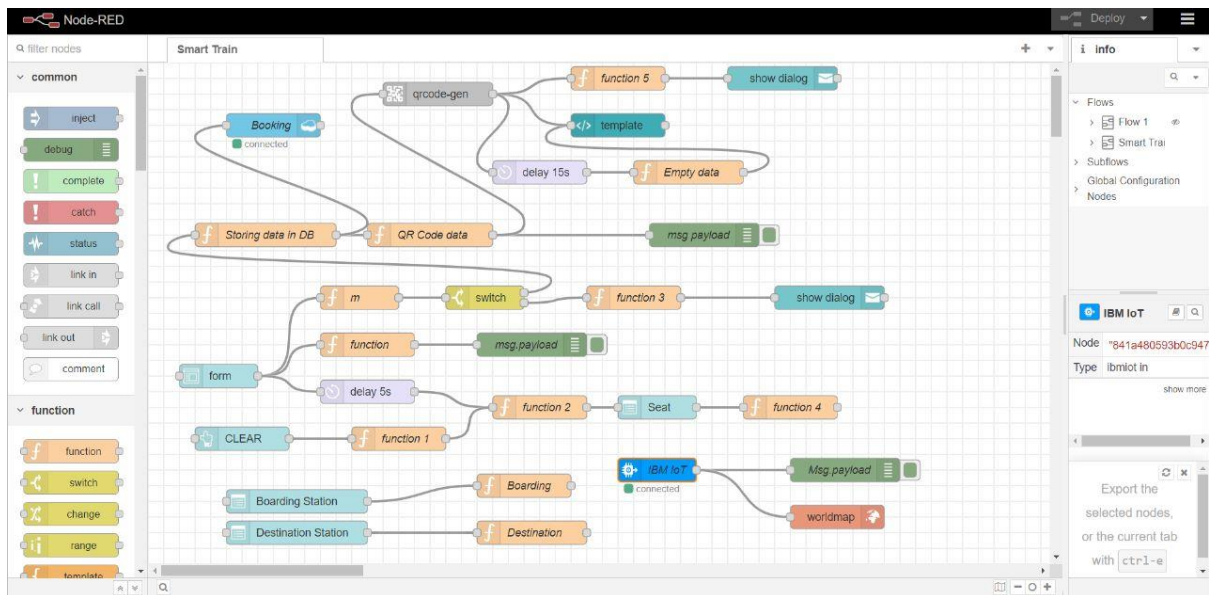 Node-RED
Deploy
filter nodes
common
inject
debug
complete
catch
status
link in
link call
link out
comment
function
function
switch
change
range
template
Smart Train
qrcode-gen
function 5
show dialog
Booking
connected
template
delay 15s
Empty data
Storing data in DB
QR Code data
msg.payload
m
switch
function 3
show dialog
function
msg.payload
form
delay 5s
function 2
Seat
function 4
CLEAR
function 1
IBM IoT
connected
Msg.payload
worldmap
Boarding Station
Boarding
Destination Station
Destination
i info
Flows
Flow 1
Smart Trai
Subflows
Global Configuration
Nodes
IBM IoT
Node "841a480593b0c947
Type ibmiot in
show more
Export the
selected nodes,
or the current tab
with ctrl-e